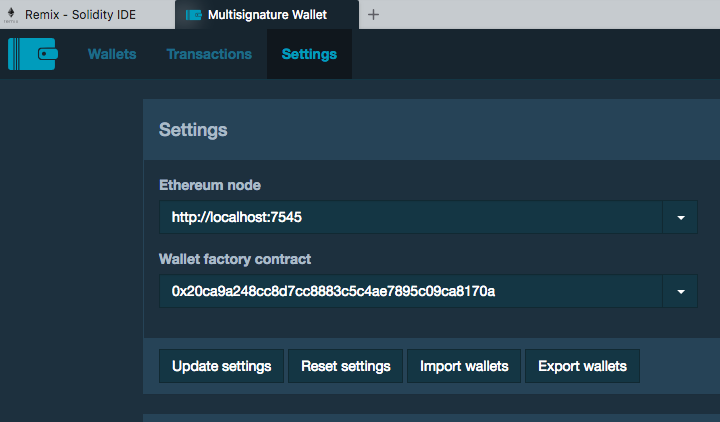 remix
Remix - Solidity IDE
Multisignature Wallet
Wallets
Transactions
Settings
Settings
Ethereum node
http://localhost:7545
Wallet factory contract
0x20ca9a248cc8d7cc8883c5c4ae7895c09ca8170a
Update settings
Reset settings
Import wallets
Export wallets